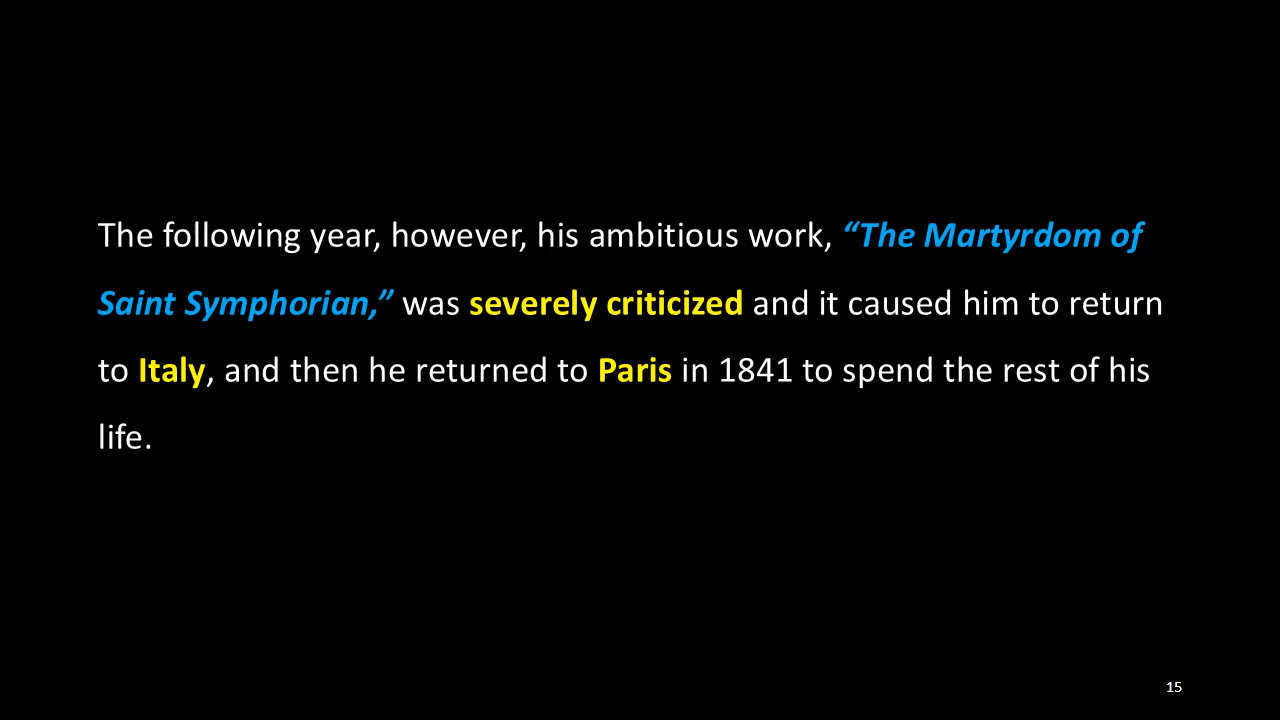 The following year, however, his ambitious work, “The Martyrdom of
Saint Symphorian,” was severely criticized and it caused him to return
to Italy, and then he returned to Paris in 1841 to spend the rest of his
life.
15